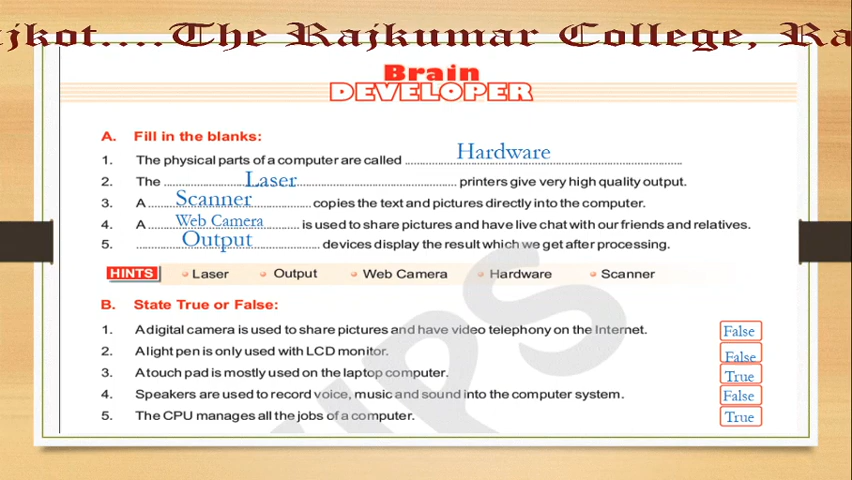 ajkot....The Rajkumar College, Ra
Brain
DEVELOPER
A. Fill in the blanks:
1. The physical parts of a computer are called ........ Hardware ........
2. The ........ Laser ........ printers give very high quality output.
3. A ........ Scanner ........ copies the text and pictures directly into the computer.
4. A ........ Web Camera ........ is used to share pictures and have live chat with our friends and relatives.
5. ........ Output ........ devices display the result which we get after processing.
HINTS • Laser • Output • Web Camera • Hardware • Scanner
B. State True or False:
1. A digital camera is used to share pictures and have video telephony on the Internet. False
2. A light pen is only used with LCD monitor. False
3. A touch pad is mostly used on the laptop computer. True
4. Speakers are used to record voice, music and sound into the computer system. False
5. The CPU manages all the jobs of a computer. True